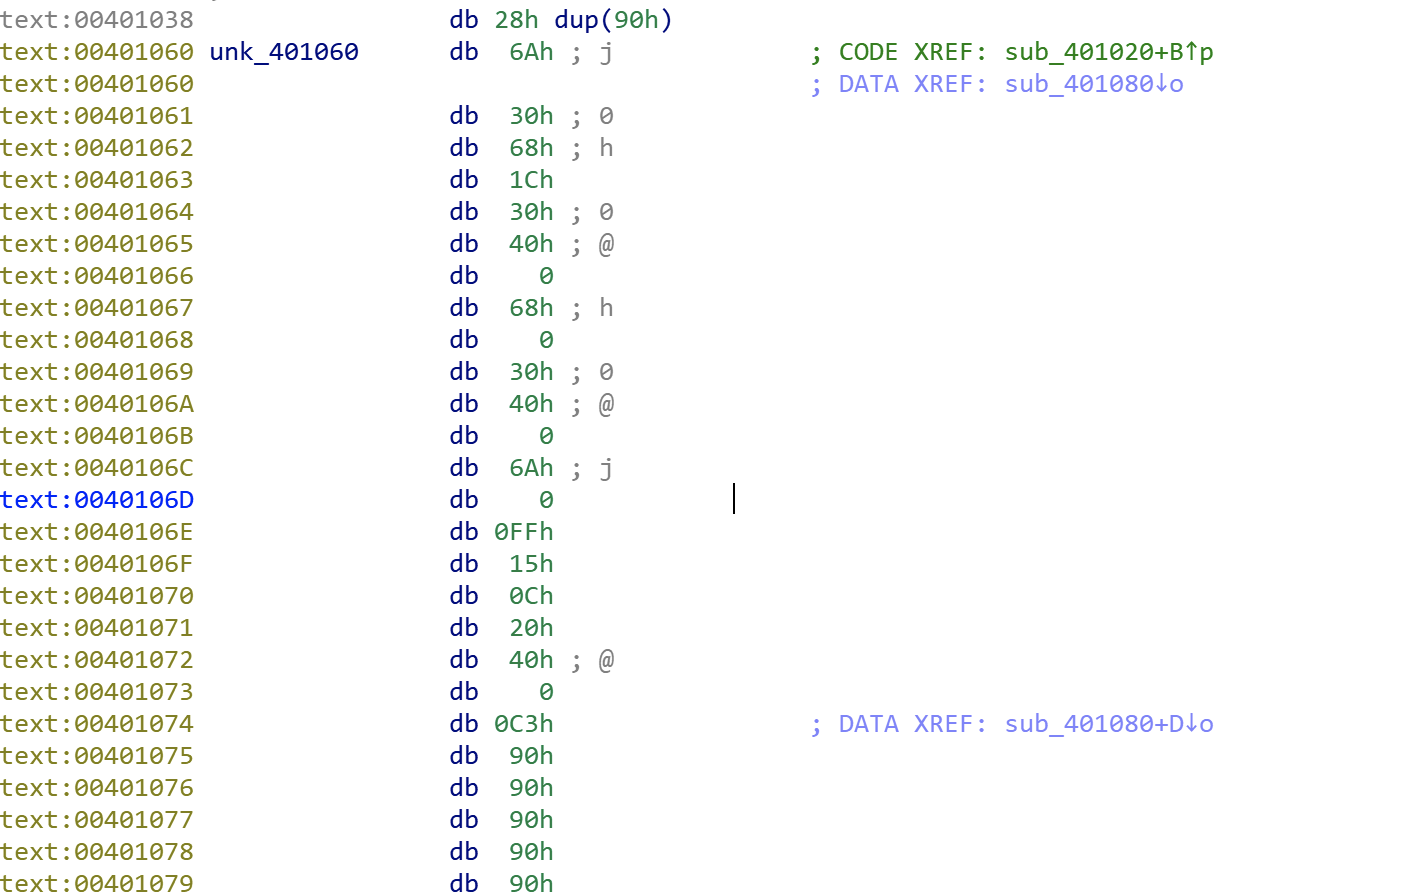 text:00401038 db 28h dup(90h)
text:00401060 unk_401060 db 6Ah ; j ; CODE XREF: sub_401020+B↑p
text:00401060 ; DATA XREF: sub_401080↓o
text:00401061 db 30h ; 0
text:00401062 db 68h ; h
text:00401063 db 1Ch
text:00401064 db 30h ; 0
text:00401065 db 40h ; @
text:00401066 db 0
text:00401067 db 68h ; h
text:00401068 db 0
text:00401069 db 30h ; 0
text:0040106A db 40h ; @
text:0040106B db 0
text:0040106C db 6Ah ; j
text:0040106D db 0
text:0040106E db 0FFh
text:0040106F db 15h
text:00401070 db 0Ch
text:00401071 db 20h
text:00401072 db 40h ; @
text:00401073 db 0
text:00401074 db 0C3h ; DATA XREF: sub_401080+D↓o
text:00401075 db 90h
text:00401076 db 90h
text:00401077 db 90h
text:00401078 db 90h
text:00401079 db 90h